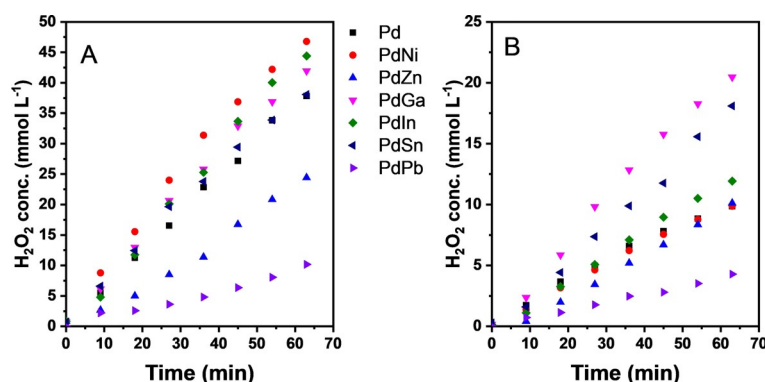 A
H₂O₂ conc. (mmol L⁻¹)
50
45
40
35
30
25
20
15
10
5
0
0 10 20 30 40 50 60 70
Time (min)
Pd
PdNi
PdZn
PdGa
PdIn
PdSn
PdPb
B
H₂O₂ conc. (mmol L⁻¹)
25
20
15
10
5
0
0 10 20 30 40 50 60 70
Time (min)